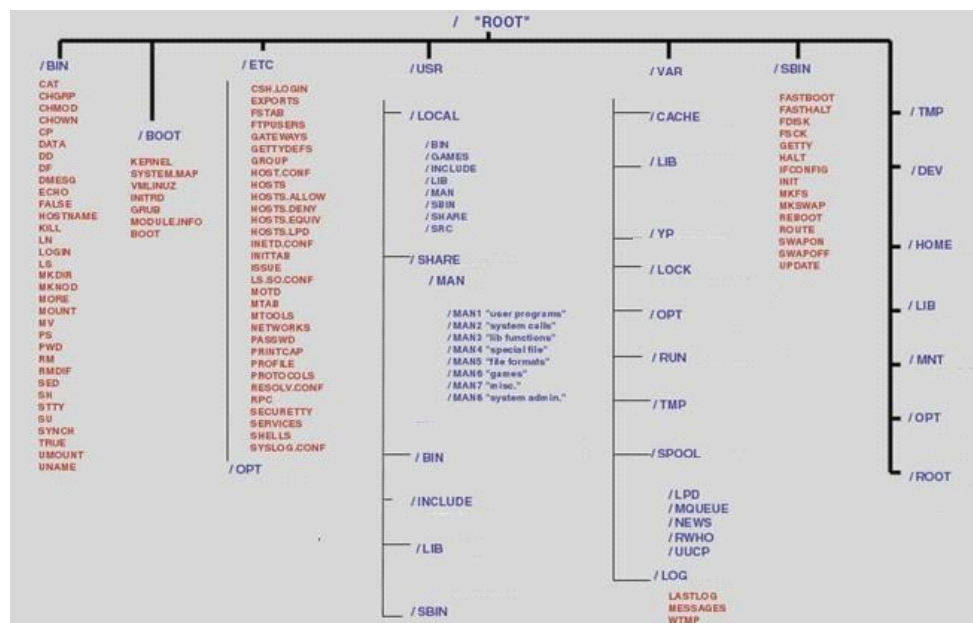 / "ROOT"
/BIN
CAT
CHGRP
CHMOD
CHOWN
CP
DATA
DD
DF
DMESG
ECHO
FALSE
HOSTNAME
KILL
LN
LOGIN
LS
MKDIR
MKNOD
MORE
MOUNT
MV
PS
PWD
RM
RMDIF
SED
SH
STTY
SU
SYNCH
TRUE
UMOUNT
UNAME
/BOOT
KERNEL
SYSTEM.MAP
VMLINUZ
INITRD
GRUB
MODULE.INFO
BOOT
/ETC
CSH.LOGIN
EXPORTS
FSTAB
FTPUSERS
GATEWAYS
GETTYDEFS
GROUP
HOST.CONF
HOSTS
HOSTS.ALLOW
HOSTS.DENY
HOSTS.EQUIV
HOSTS.LPD
INETD.CONF
INITTAB
ISSUE
LS.SO.CONF
MOTD
MTAB
MTOOLS
NETWORKS
PASSWD
PRINTCAP
PROFILE
PROTOCOLS
RESOLV.CONF
RPC
SECURETTY
SERVICES
SHELLS
SYSLOG.CONF
/OPT
/USR
/LOCAL
/BIN
/GAMES
/INCLUDE
/LIB
/MAN
/SBIN
/SHARE
/SRC
/SHARE
/MAN
/MAN1 "user programs"
/MAN2 "system calls"
/MAN3 "lib functions"
/MAN4 "special file"
/MAN5 "file formats"
/MAN6 "games"
/MAN7 "misc."
/MAN8 "system admin."
/BIN
/INCLUDE
/LIB
/SBIN
/VAR
/CACHE
/LIB
/YP
/LOCK
/OPT
/RUN
/TMP
/SPOOL
/LPD
/MQUEUE
/NEWS
/RWHO
/UUCP
/LOG
LASTLOG
MESSAGES
WTMP
/SBIN
FASTBOOT
FASTHALT
FDISK
FSCK
GETTY
HALT
IFCONFIG
INIT
MKFS
MKSWAP
REBOOT
ROUTE
SWAPON
SWAPOFF
UPDATE
/TMP
/DEV
/HOME
/LIB
/MNT
/OPT
/ROOT